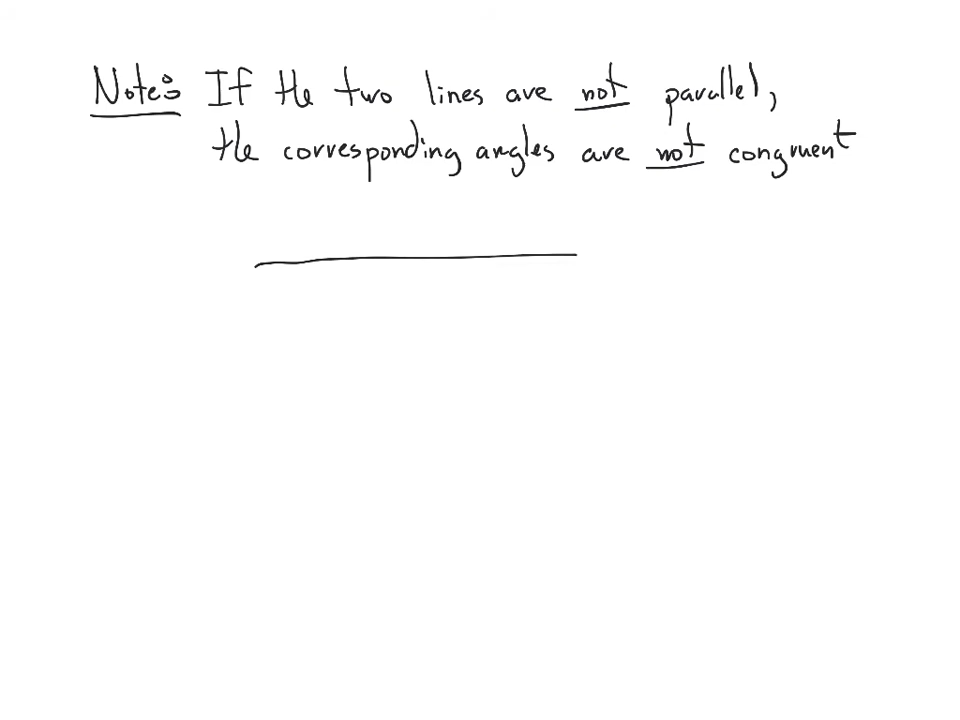 Note: If the two lines are not parallel,
the corresponding angles are not congruent